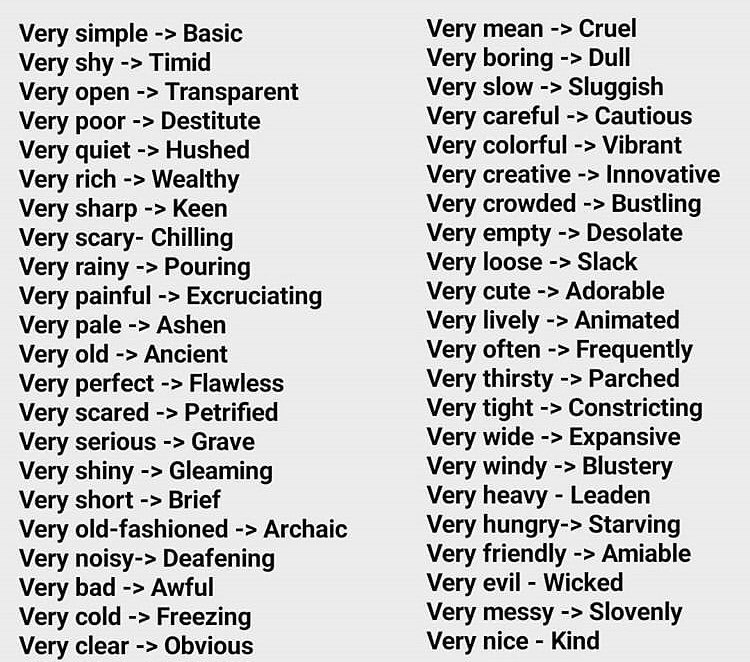 Very simple -> Basic
Very shy -> Timid
Very open -> Transparent
Very poor -> Destitute
Very quiet -> Hushed
Very rich -> Wealthy
Very sharp -> Keen
Very scary- Chilling
Very rainy -> Pouring
Very painful -> Excruciating
Very pale -> Ashen
Very old -> Ancient
Very perfect -> Flawless
Very scared -> Petrified
Very serious -> Grave
Very shiny -> Gleaming
Very short -> Brief
Very old-fashioned -> Archaic
Very noisy-> Deafening
Very bad -> Awful
Very cold -> Freezing
Very clear -> Obvious
Very mean -> Cruel
Very boring -> Dull
Very slow -> Sluggish
Very careful -> Cautious
Very colorful -> Vibrant
Very creative -> Innovative
Very crowded -> Bustling
Very empty -> Desolate
Very loose -> Slack
Very cute -> Adorable
Very lively -> Animated
Very often -> Frequently
Very thirsty -> Parched
Very tight -> Constricting
Very wide -> Expansive
Very windy -> Blustery
Very heavy - Leaden
Very hungry-> Starving
Very friendly -> Amiable
Very evil - Wicked
Very messy -> Slovenly
Very nice - Kind